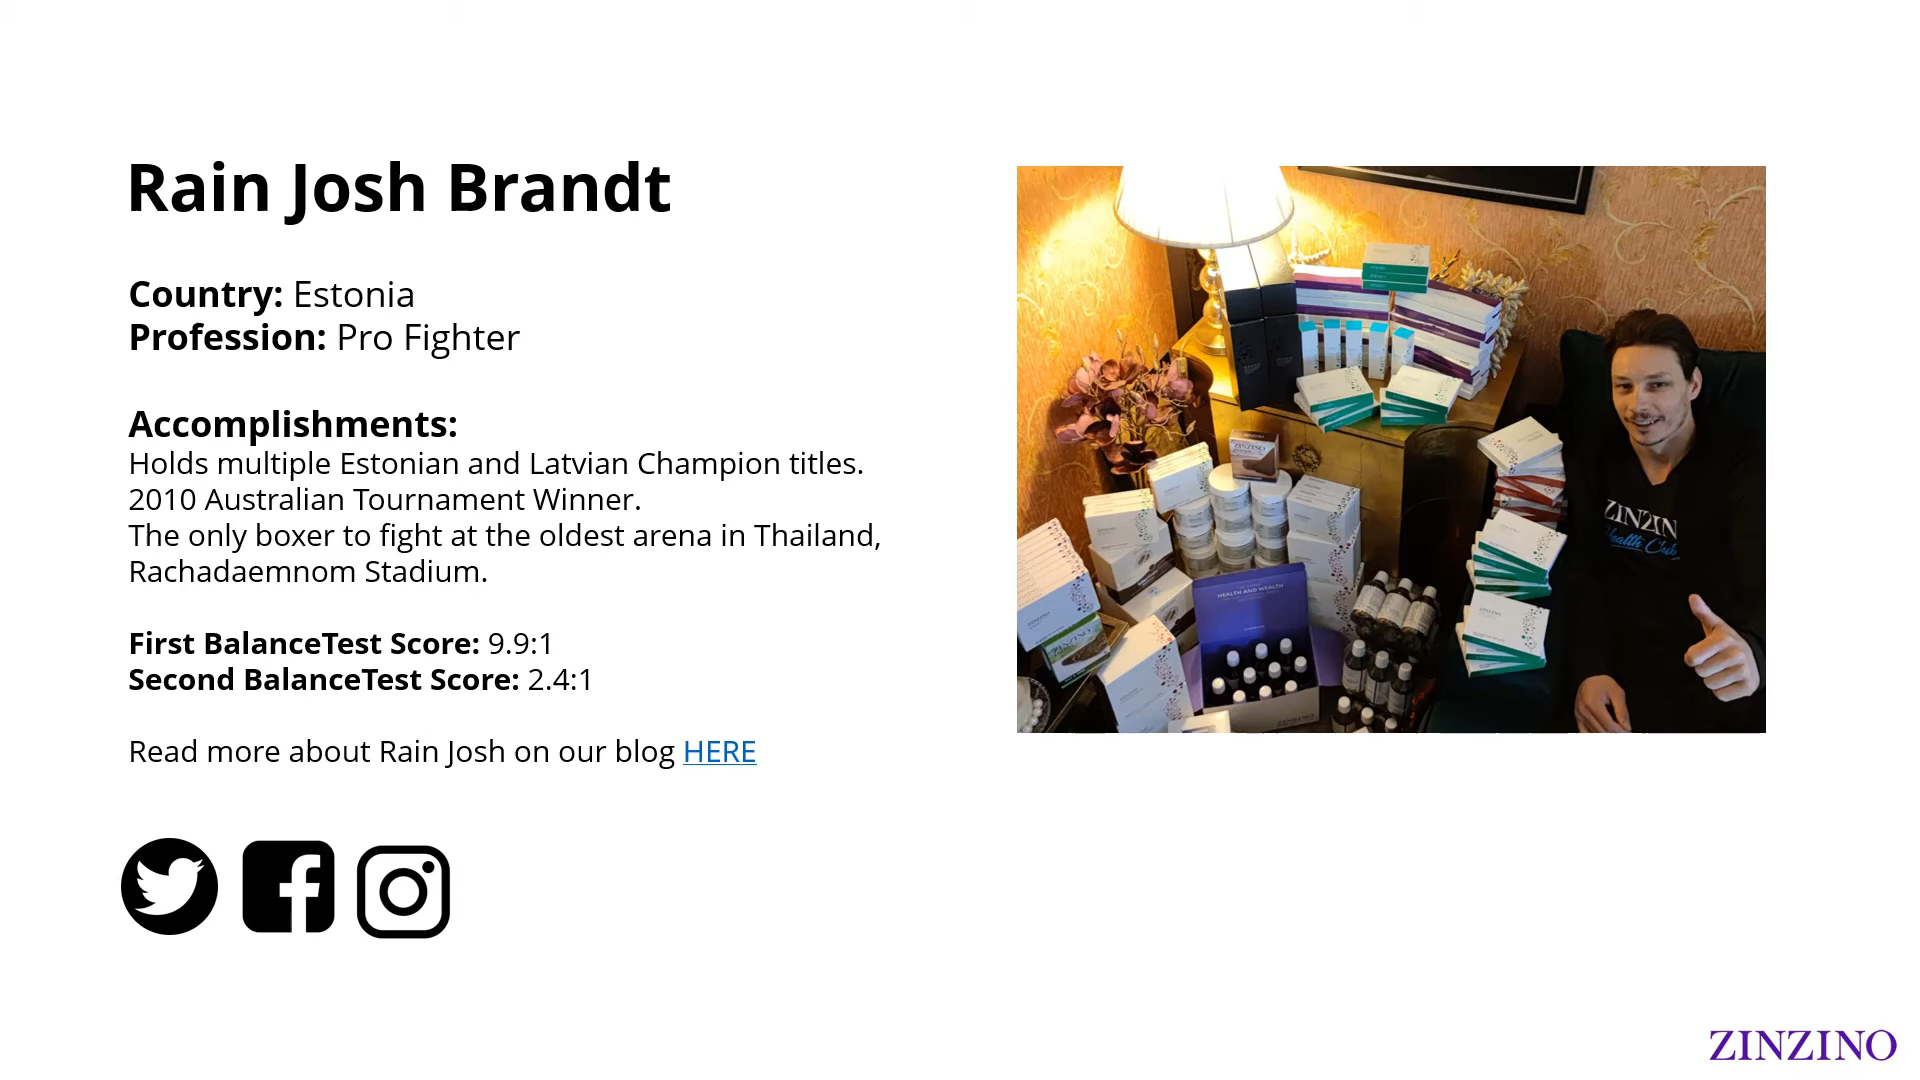 Rain Josh Brandt
Country: Estonia
Profession: Pro Fighter
Accomplishments:
Holds multiple Estonian and Latvian Champion titles.
2010 Australian Tournament Winner.
The only boxer to fight at the oldest arena in Thailand,
Rachadaemnom Stadium.
First BalanceTest Score: 9.9:1
Second BalanceTest Score: 2.4:1
Read more about Rain Josh on our blog HERE
ZINZINO
HEALTH AND WEALTH
ZINZINO
ZINZIN
Health Club
ZINZINO
ZINZINO